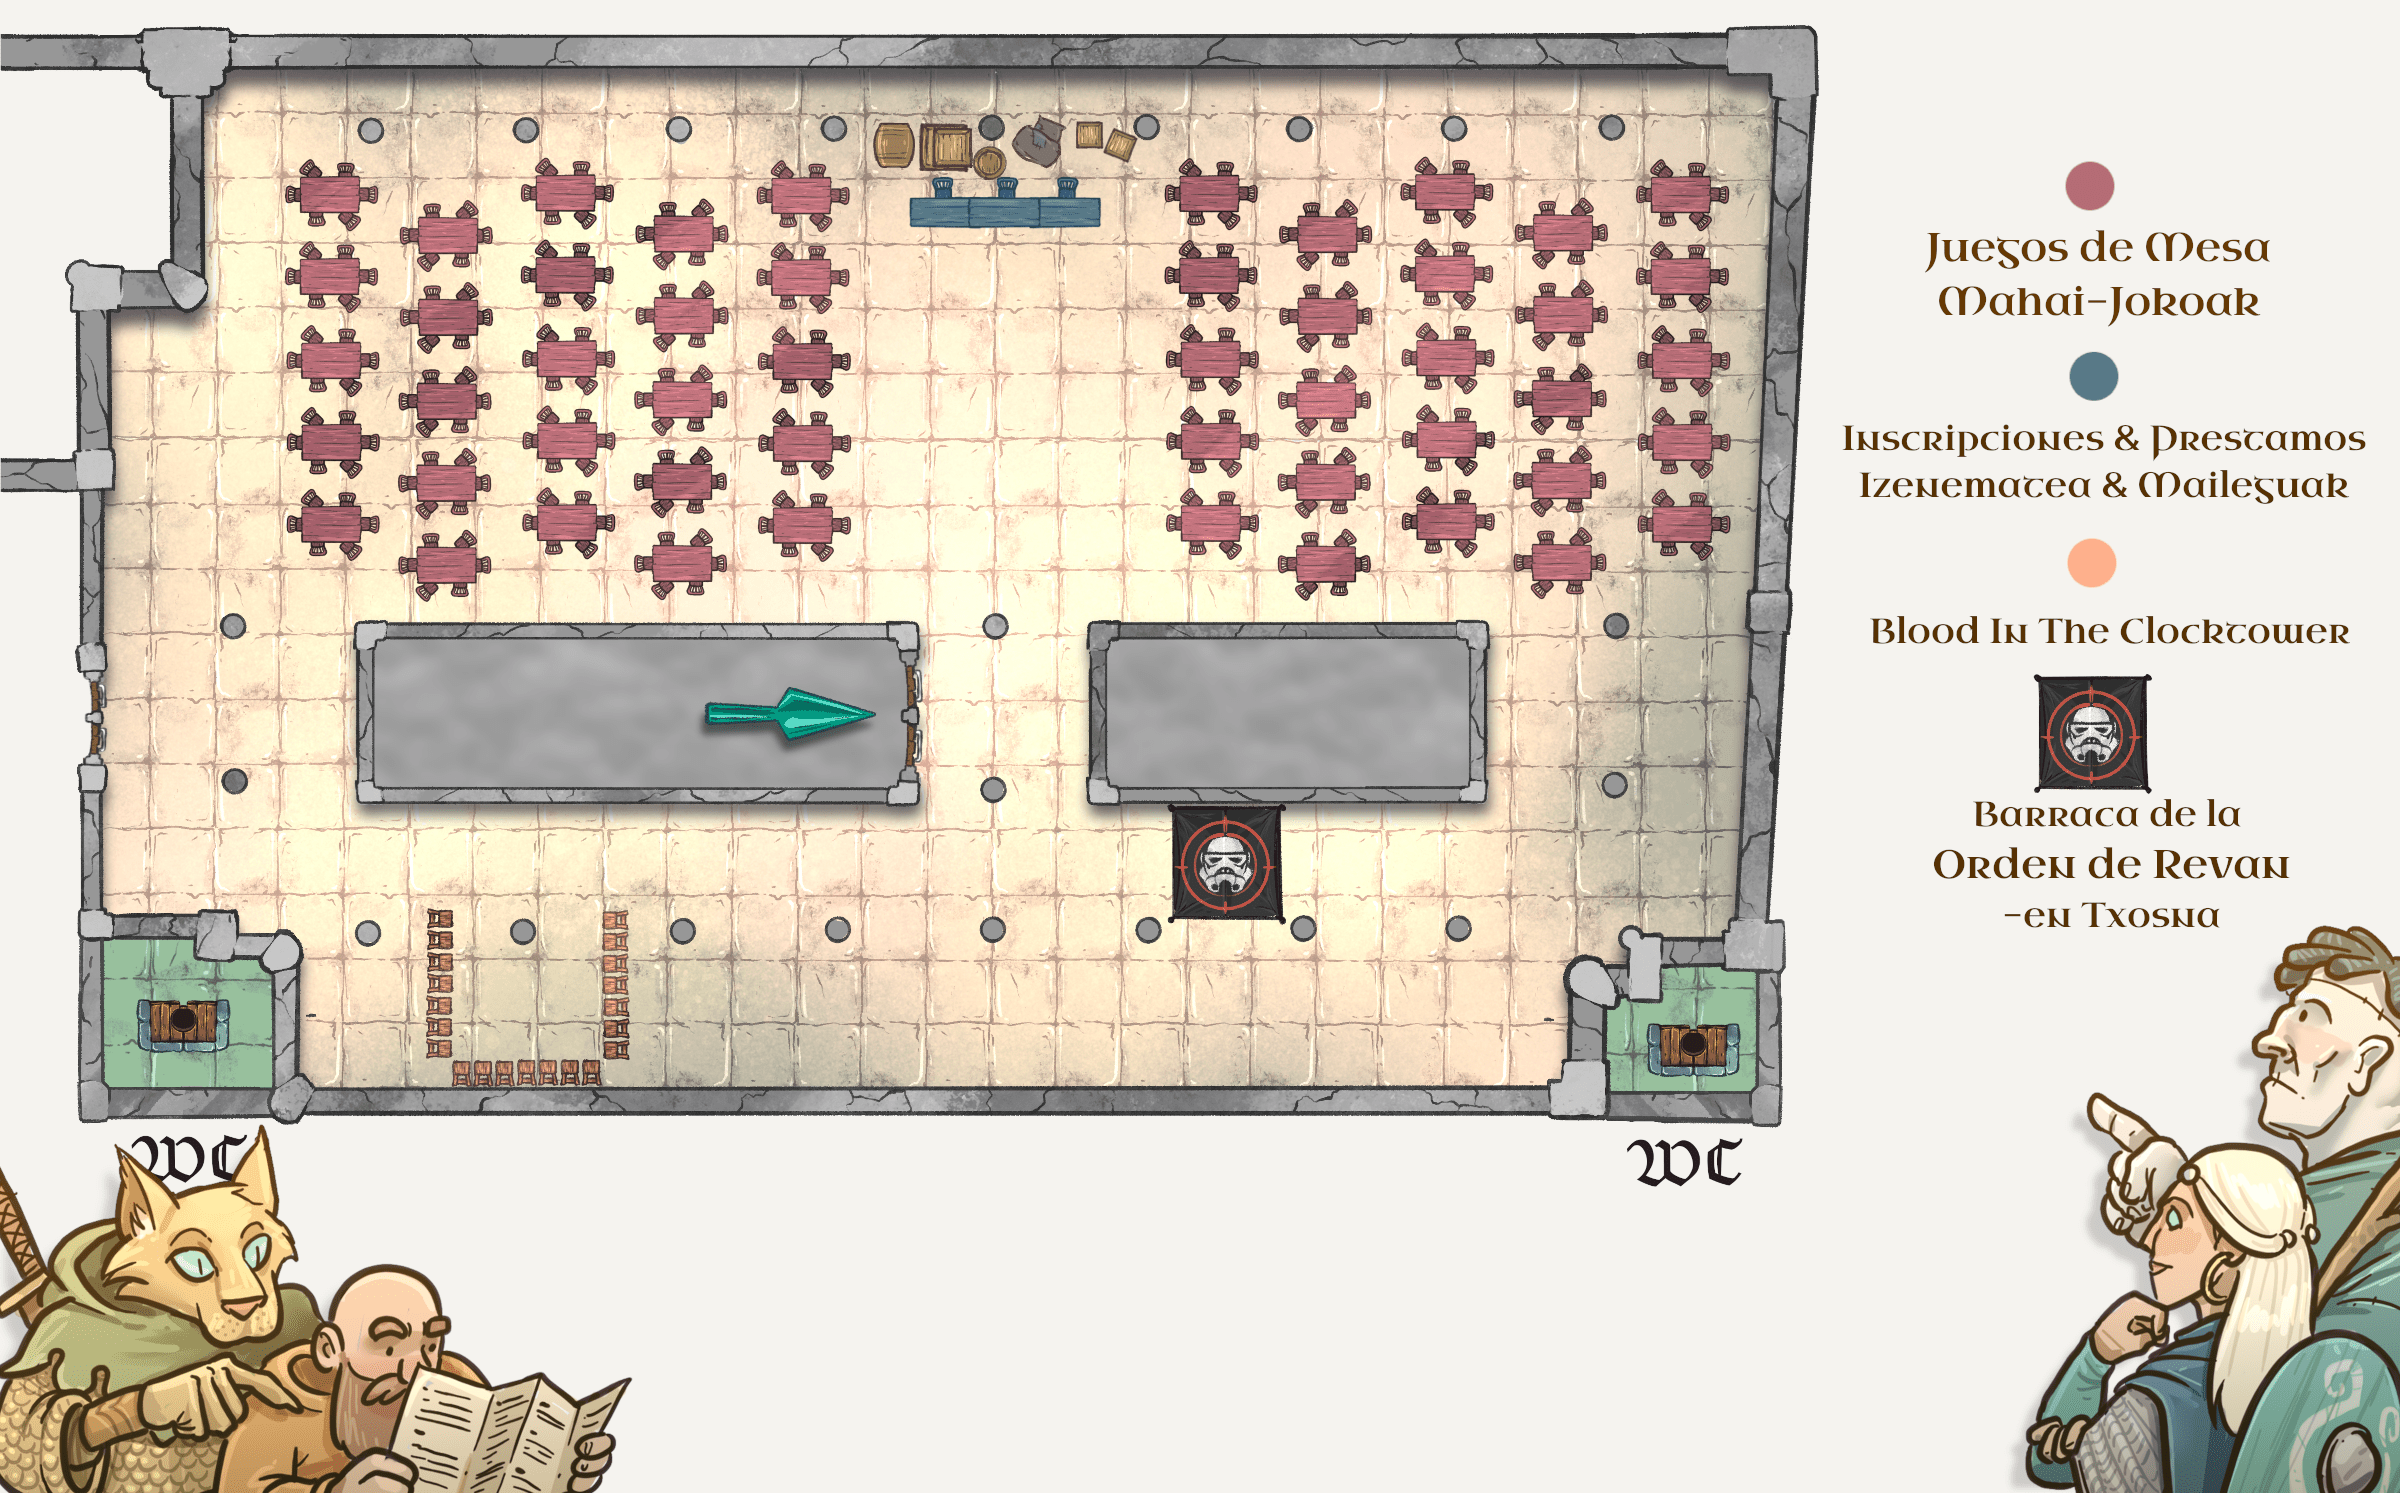 Juegos de Mesa
Mahai-Jokoak
Inscripciones & Prestamos
Izenematea & Maileguak
Blood In The Clocktower
Barraca de la
Orden de Revan
-en Txosna
WC
WC